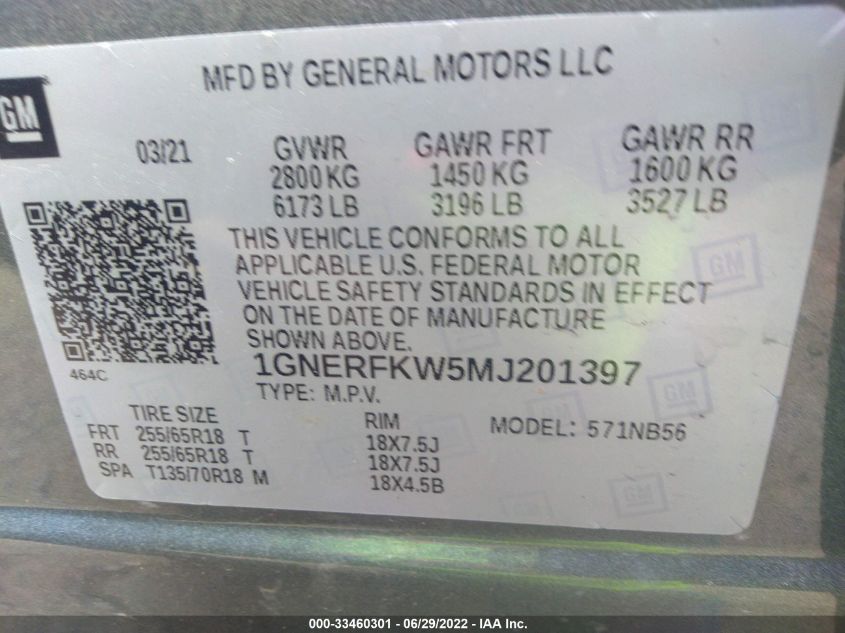 MFD BY GENERAL MOTORS LLC
GM
03/21 GVWR GAWR FRT GAWR RR
2800 KG 1450 KG 1600 KG
6173 LB 3196 LB 3527 LB
THIS VEHICLE CONFORMS TO ALL
APPLICABLE U.S. FEDERAL MOTOR
VEHICLE SAFETY STANDARDS IN EFFECT
ON THE DATE OF MANUFACTURE
SHOWN ABOVE.
464C
1GNERFKW5MJ201397
TYPE: M.P.V.
TIRE SIZE RIM MODEL: 571NB56
FRT 255/65R18 T 18X7.5J
RR 255/65R18 T 18X7.5J
SPA T135/70R18 M 18X4.5B
GM
GM
GM
000-33460301 - 06/29/2022 - IAA Inc.